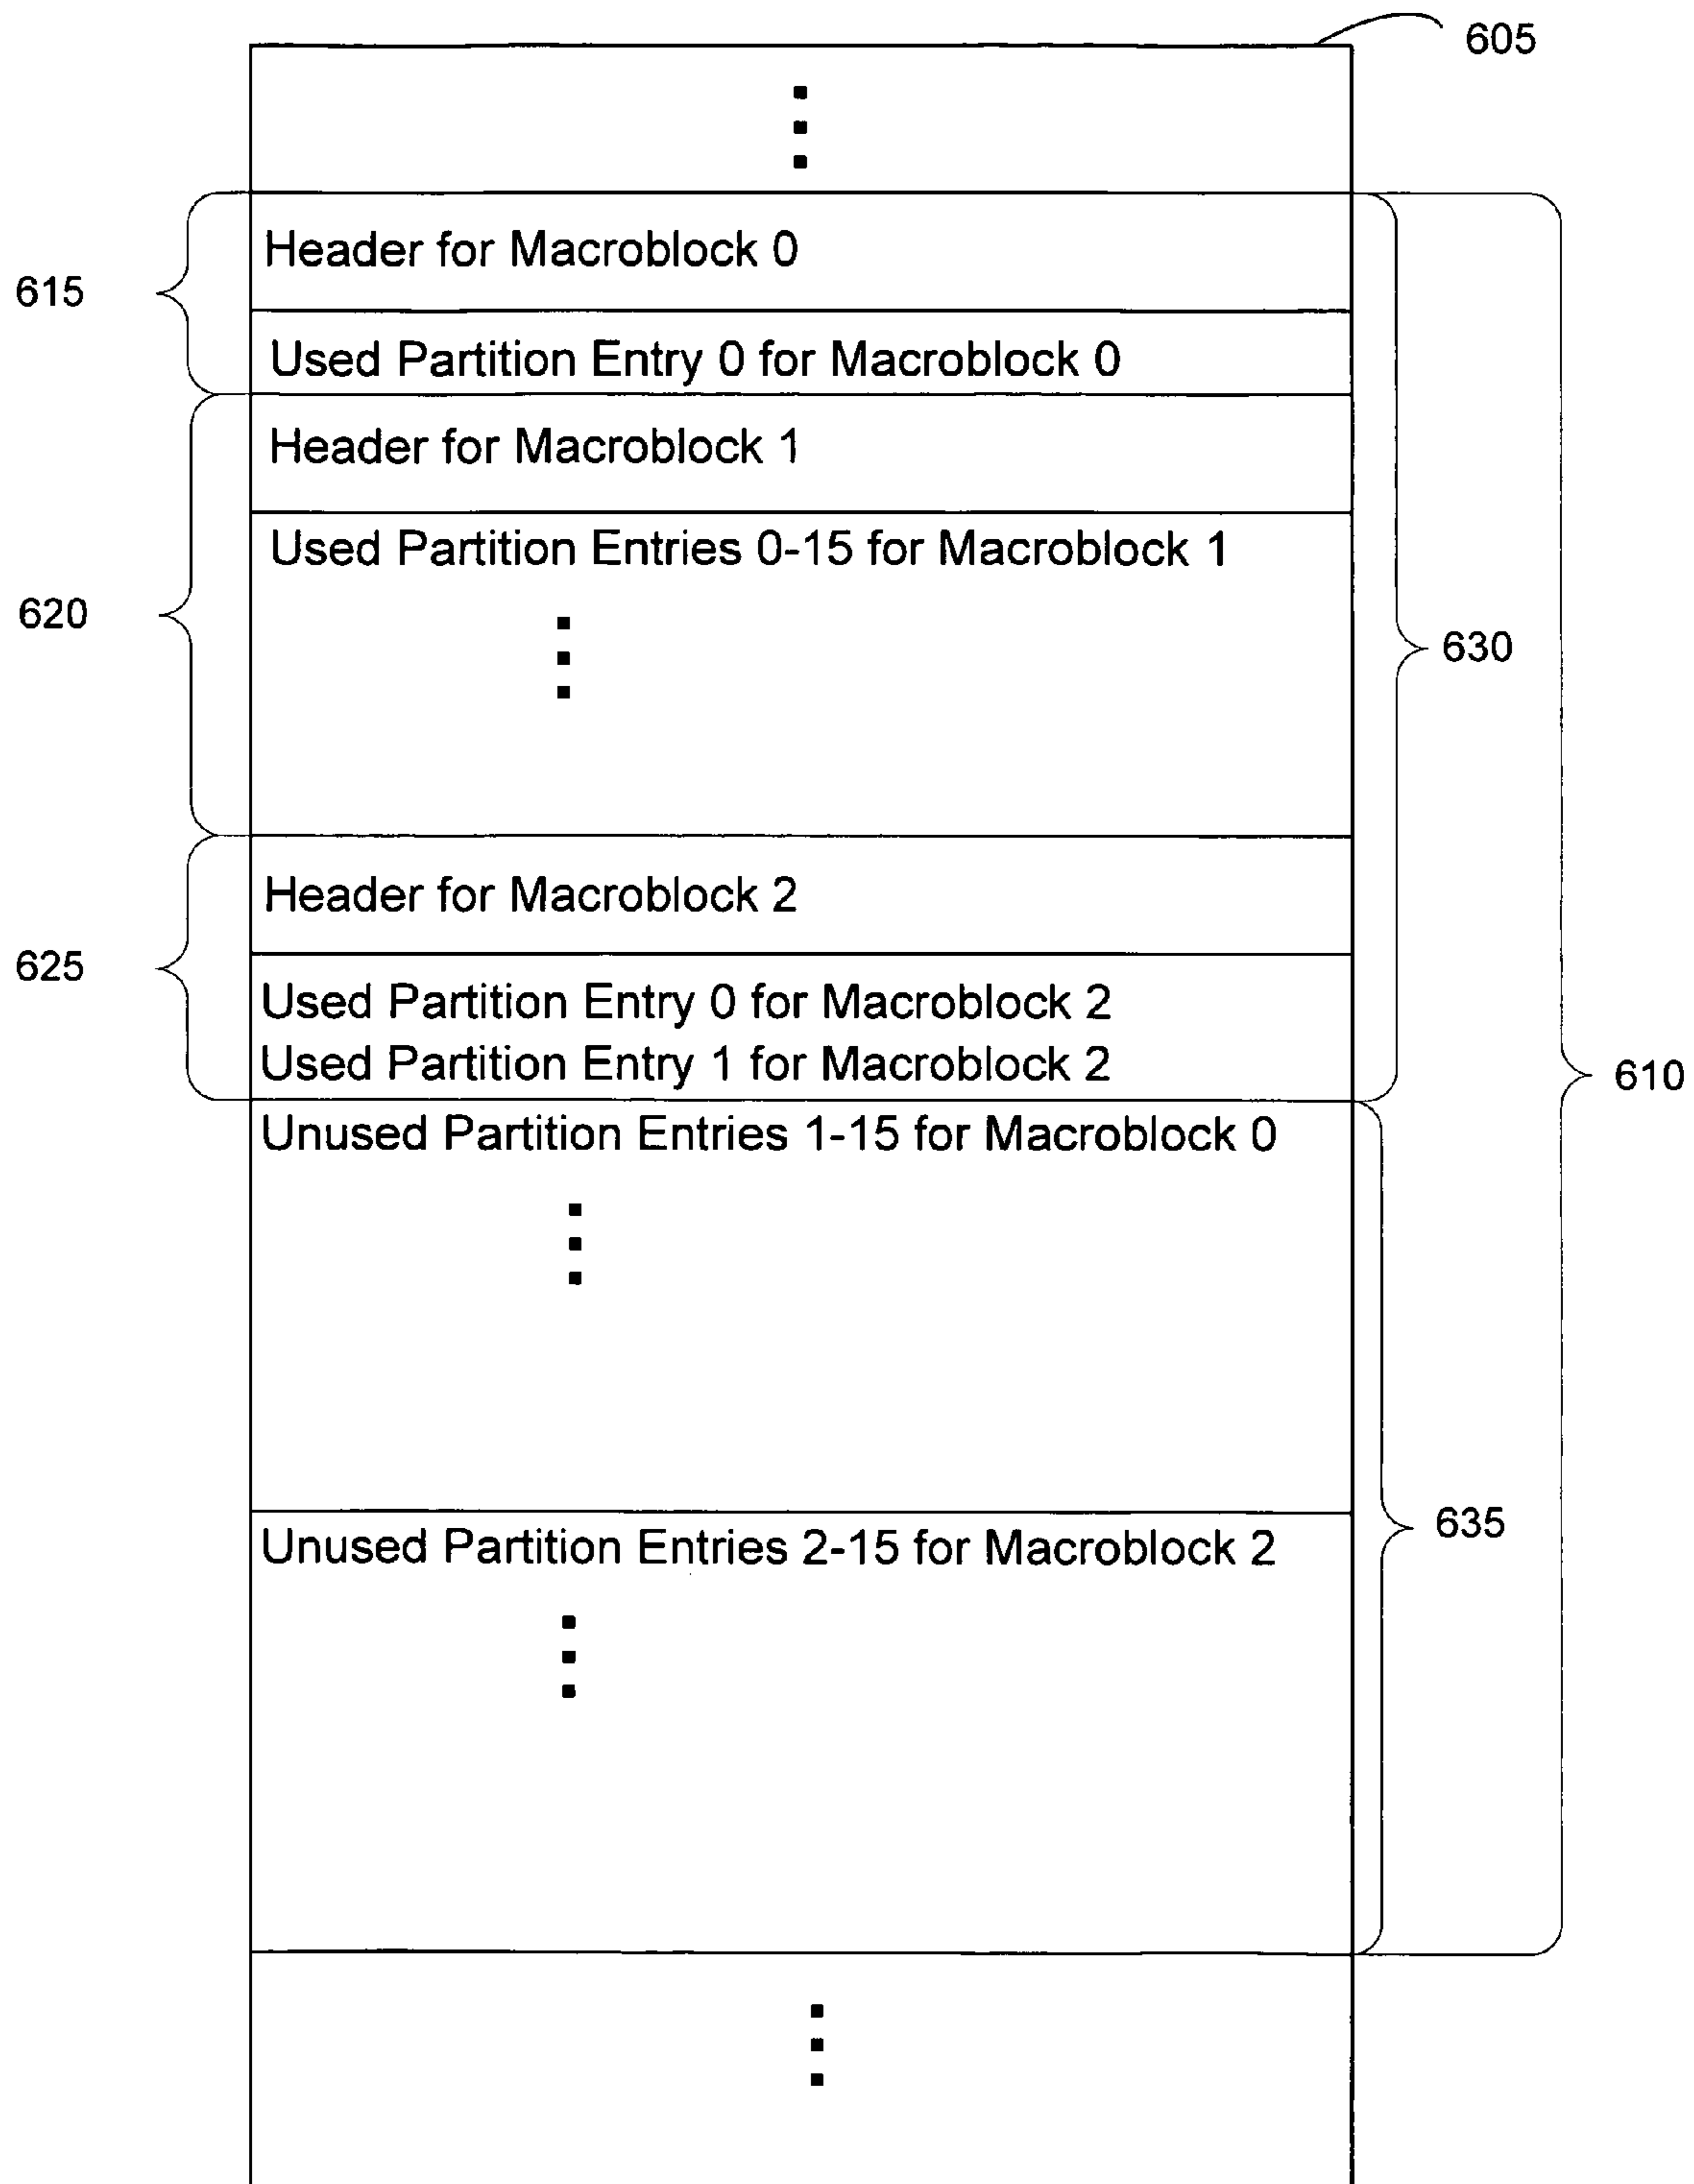 605
Header for Macroblock 0
615
Used Partition Entry 0 for Macroblock 0
Header for Macroblock 1
Used Partition Entries 0-15 for Macroblock 1
620
630
Header for Macroblock 2
625
Used Partition Entry 0 for Macroblock 2
Used Partition Entry 1 for Macroblock 2
610
Unused Partition Entries 1-15 for Macroblock 0
635
Unused Partition Entries 2-15 for Macroblock 2